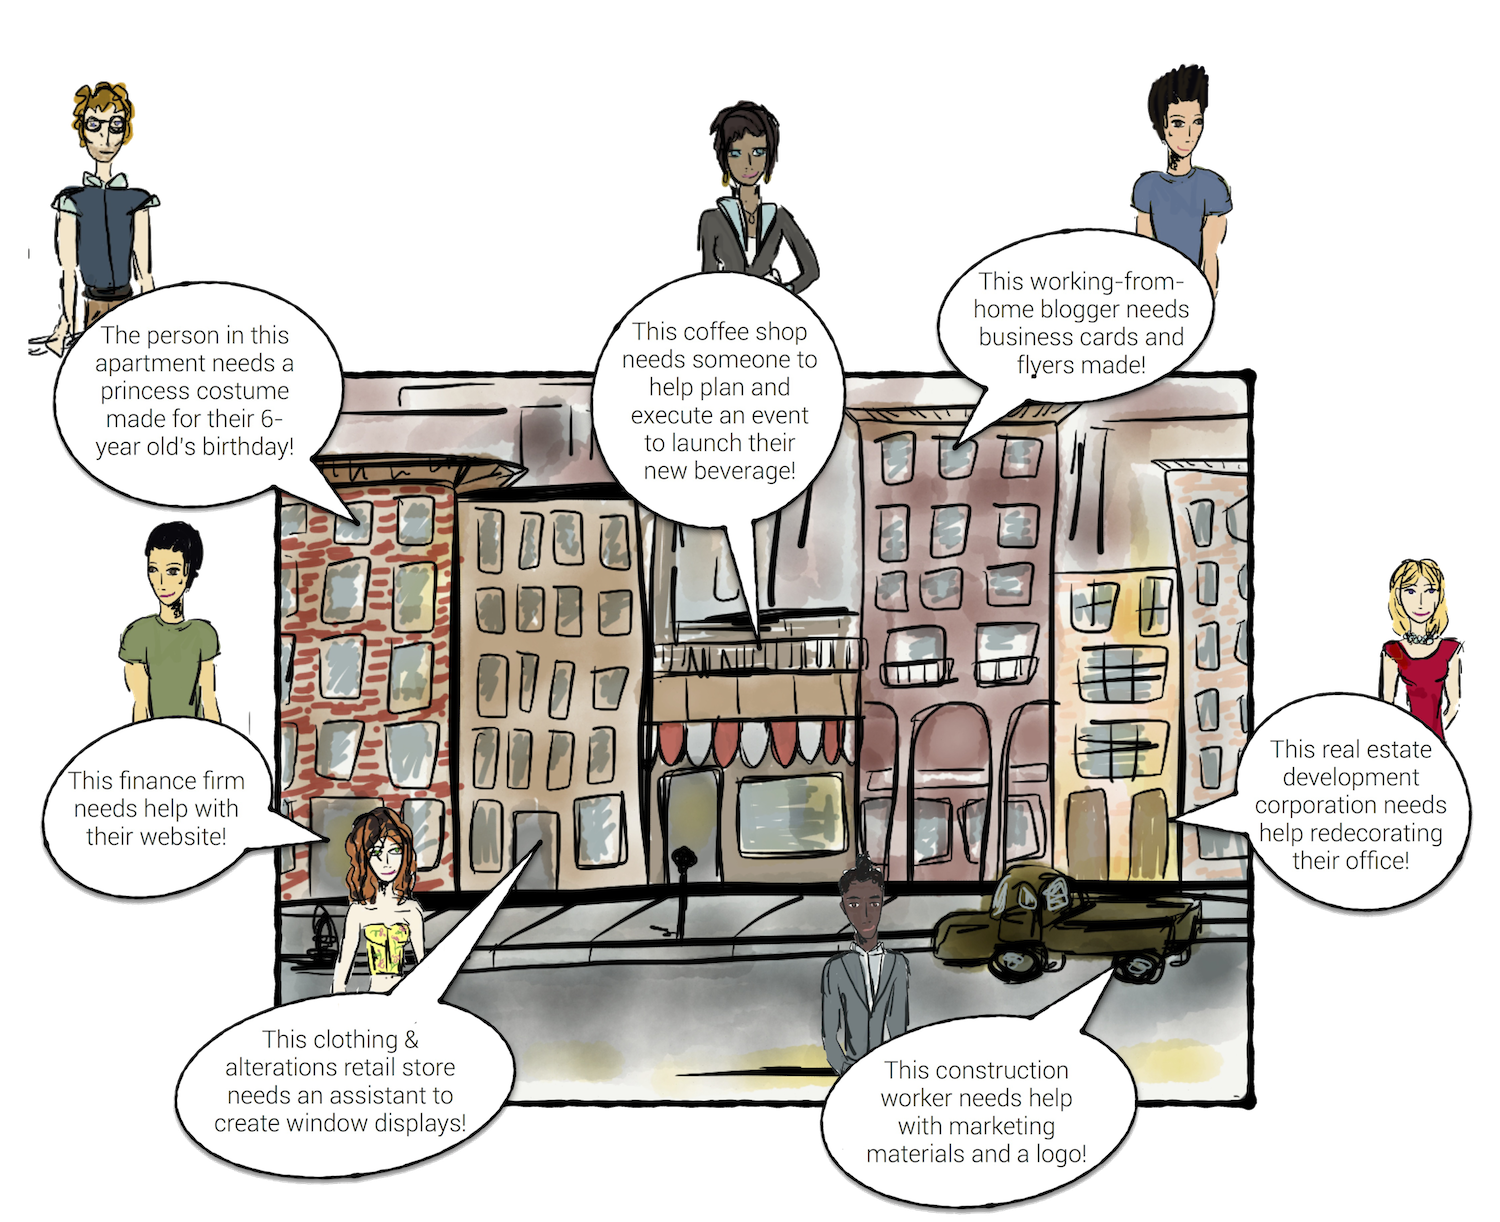 The person in this
apartment needs a
princess costume
made for their 6-
year old's birthday!
This coffee shop
needs someone to
help plan and
execute an event
to launch their
new beverage!
This working-from-
home blogger needs
business cards and
flyers made!
This finance firm
needs help with
their website!
This real estate
development
corporation needs
help redecorating
their office!
This clothing &
alterations retail store
needs an assistant to
create window displays!
This construction
worker needs help
with marketing
materials and a logo!